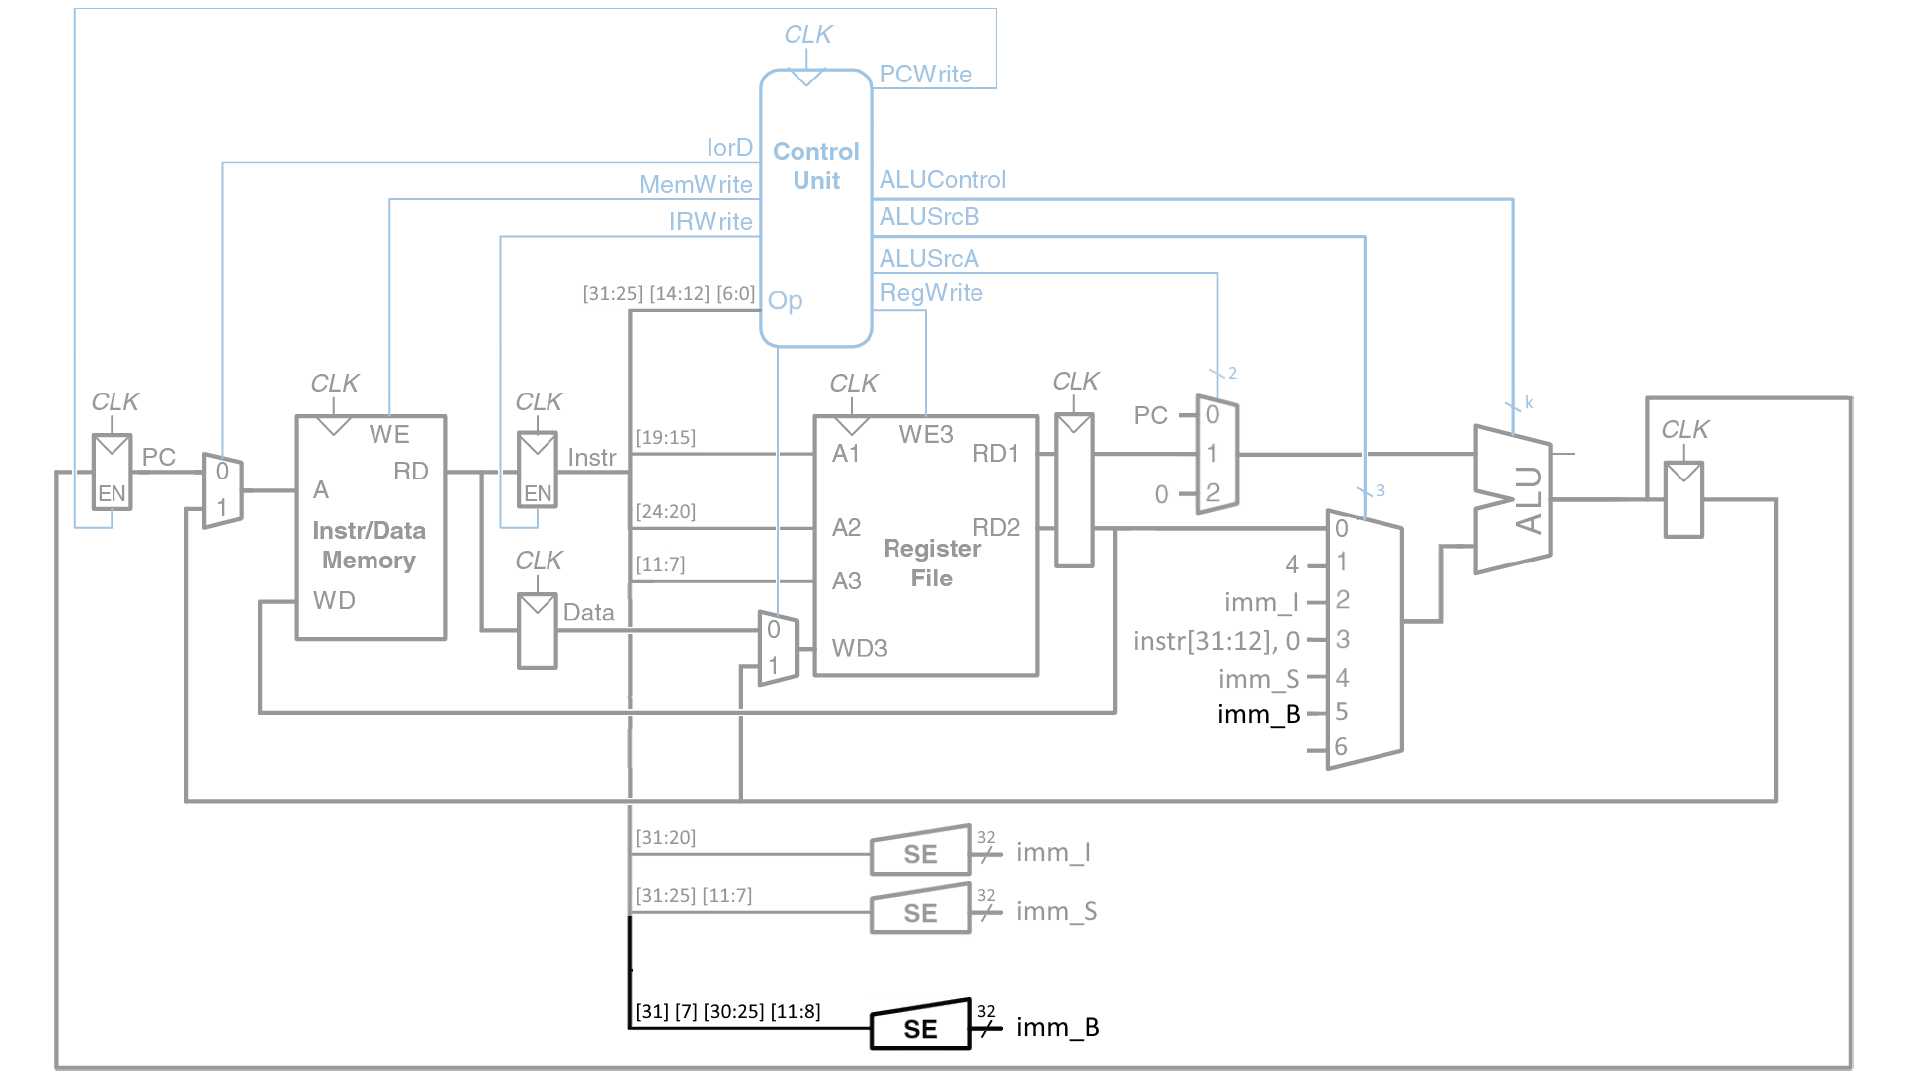 CLK
PCWrite
IorD
Control
Unit
MemWrite
ALUControl
IRWrite
ALUSrcB
ALUSrcA
[31:25] [14:12] [6:0]
Op
RegWrite
CLK
CLK
CLK
CLK
CLK
2
k
PC
0
WE
WE3
[19:15]
A1
RD1
1
CLK
PC
0
RD
Instr
EN
A
EN
0
2
3
1
[24:20]
A2
RD2
0
ALU
Instr/Data
Memory
Register
File
CLK
4
1
[11:7]
A3
WD
Data
imm_I
2
0
WD3
instr[31:12], 0
3
1
imm_S
4
imm_B
5
6
[31:20]
SE
32
imm_I
[31:25] [11:7]
SE
32
imm_S
[31] [7] [30:25] [11:8]
SE
32
imm_B